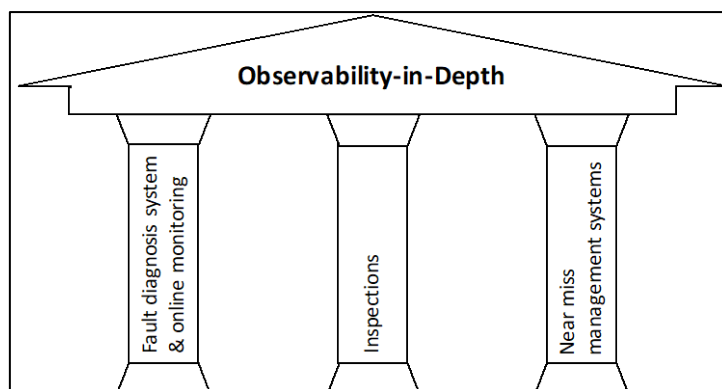 Observability-in-Depth
Fault diagnosis system
& online monitoring
Inspections
Near miss
management systems